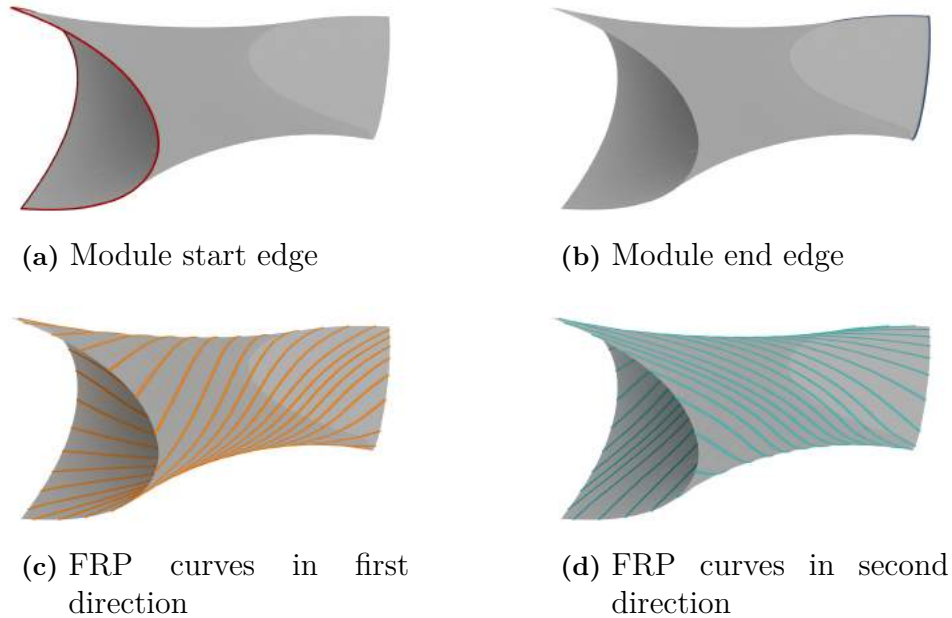 (a) Module start edge
(b) Module end edge
(c) FRP curves in first
direction
(d) FRP curves in second
direction